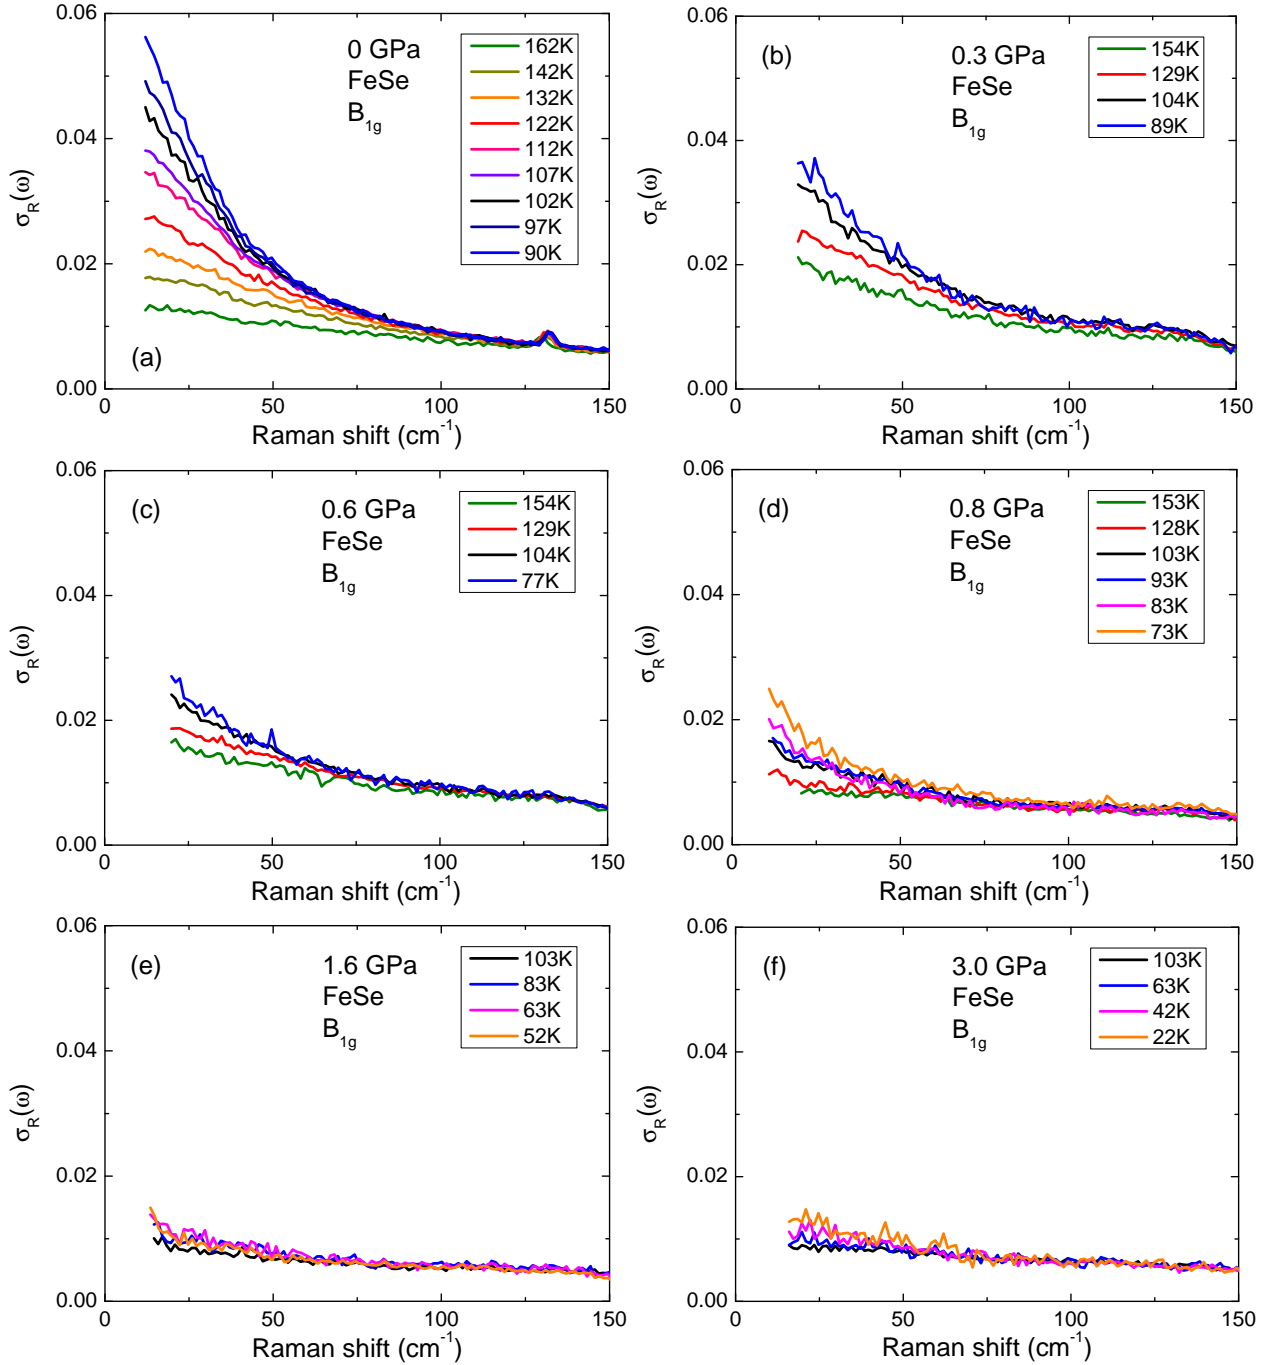 0.06
0.04
0.02
0.00
σR(ω)
0 GPa
FeSe
B1g
162K
142K
132K
122K
112K
107K
102K
97K
90K
(a)
0
50
100
150
Raman shift (cm-1)
0.06
0.04
0.02
0.00
σR(ω)
(b)
0.3 GPa
FeSe
B1g
154K
129K
104K
89K
0
50
100
150
Raman shift (cm-1)
0.06
0.04
0.02
0.00
σR(ω)
(c)
0.6 GPa
FeSe
B1g
154K
129K
104K
77K
0
50
100
150
Raman shift (cm-1)
0.06
0.04
0.02
0.00
σR(ω)
(d)
0.8 GPa
FeSe
B1g
153K
128K
103K
93K
83K
73K
0
50
100
150
Raman shift (cm-1)
0.06
0.04
0.02
0.00
σR(ω)
(e)
1.6 GPa
FeSe
B1g
103K
83K
63K
52K
0
50
100
150
Raman shift (cm-1)
0.06
0.04
0.02
0.00
σR(ω)
(f)
3.0 GPa
FeSe
B1g
103K
63K
42K
22K
0
50
100
150
Raman shift (cm-1)